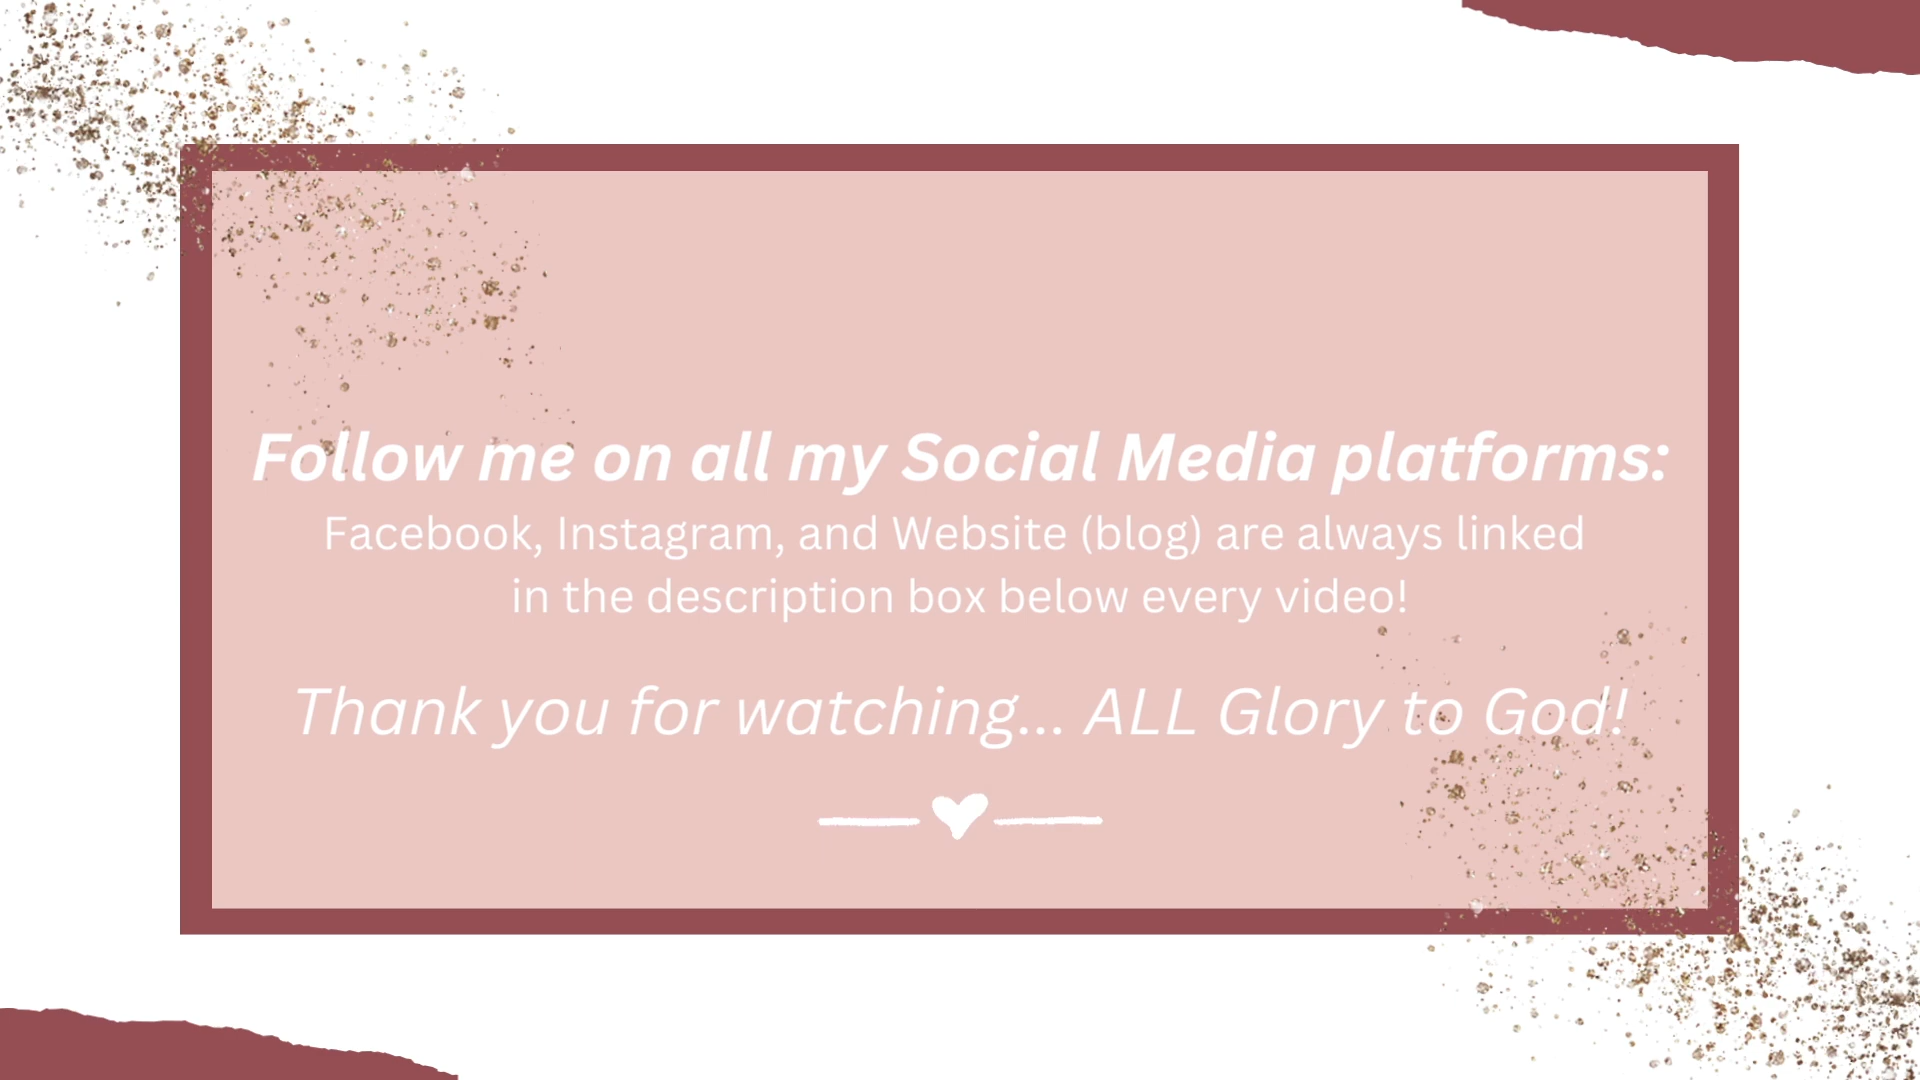 Follow me on all my Social Media platforms:
Facebook, Instagram, and Website (blog) are always linked
in the description box below every video!
Thank you for watching... ALL Glory to God!